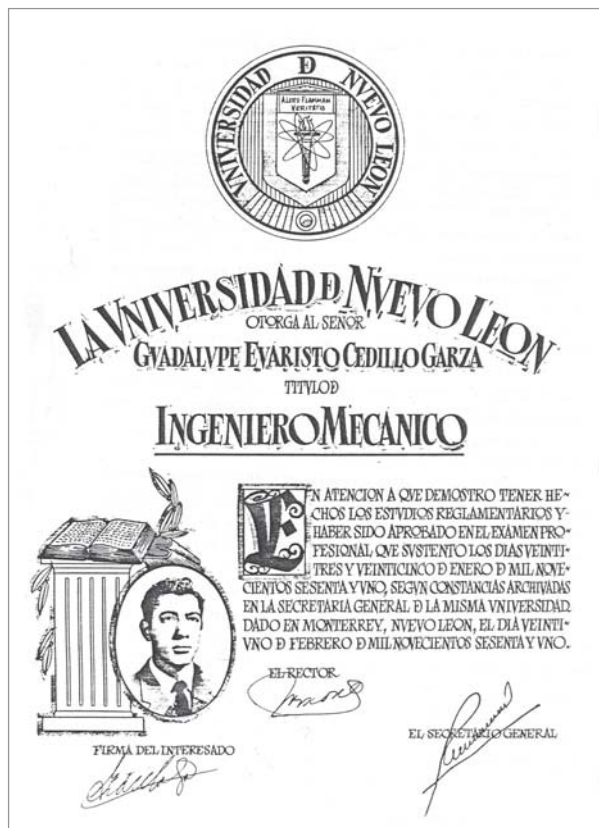 VNIVERSIDAD D NVEVO LEON
ALERE FLAMMAM
VERITATIS
LA VNIVERSIDAD D NVEVO LEON
OTORGA AL SEÑOR
GVADALVPE EVARISTO CEDILLO GARZA
TITVLO D
INGENIERO MECANICO
EN ATENCION A QVE DEMOSTRO TENER HE~
CHOS LOS ESTVDIOS REGLAMENTARIOS Y~
HABER SIDO APROBADO EN EL EXAMEN PRO~
FESIONAL QVE SVSTENTO LOS DIAS VEINTI~
TRES Y VEINTICINCO D ENERO D MIL NOVE~
CIENTOS SESENTA Y VNO, SEGVN CONSTANCIAS ARCHIVADAS
EN LA SECRETARIA GENERAL D LA MISMA VNIVERSIDAD.
DADO EN MONTERREY, NVEVO LEON, EL DIA VEINTI~
VNO D FEBRERO D MIL NOVECIENTOS SESENTA Y VNO.
EL RECTOR
EL SECRETARIO GENERAL
FIRMA DEL INTERESADO